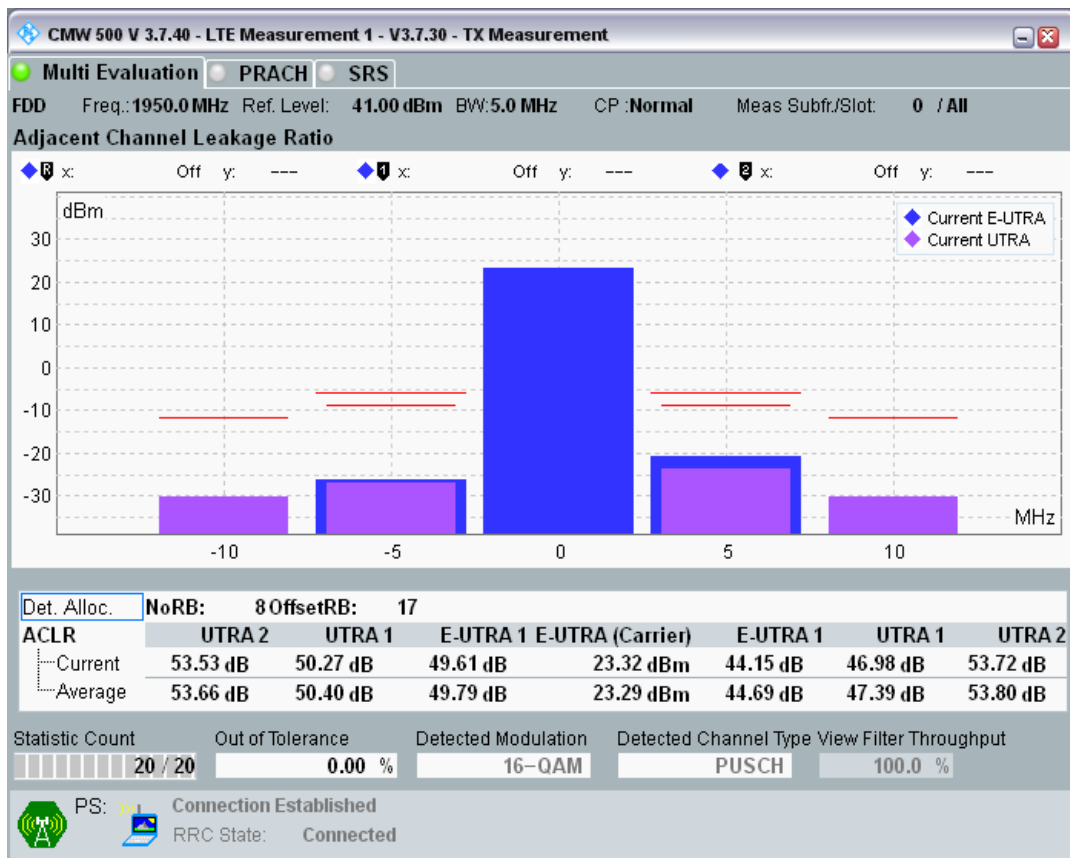 CMW 500 V 3.7.40 - LTE Measurement 1 - V3.7.30 - TX Measurement
Multi Evaluation PRACH SRS
FDD Freq.: 1950.0 MHz Ref. Level: 41.00 dBm BW: 5.0 MHz CP : Normal Meas Subfr./Slot: 0 / All
Adjacent Channel Leakage Ratio
R x: Off y: --- 1 x: Off y: --- 2 x: Off y: ---
dBm
Current E-UTRA
Current UTRA
30
20
10
0
-10
-20
-30
MHz
-10 -5 0 5 10
Det. Alloc. NoRB: 8 OffsetRB: 17
ACLR UTRA 2 UTRA 1 E-UTRA 1 E-UTRA (Carrier) E-UTRA 1 UTRA 1 UTRA 2
Current 53.53 dB 50.27 dB 49.61 dB 23.32 dBm 44.15 dB 46.98 dB 53.72 dB
Average 53.66 dB 50.40 dB 49.79 dB 23.29 dBm 44.69 dB 47.39 dB 53.80 dB
Statistic Count Out of Tolerance Detected Modulation Detected Channel Type View Filter Throughput
20 / 20 0.00 % 16-QAM PUSCH 100.0 %
PS: Connection Established
RRC State: Connected